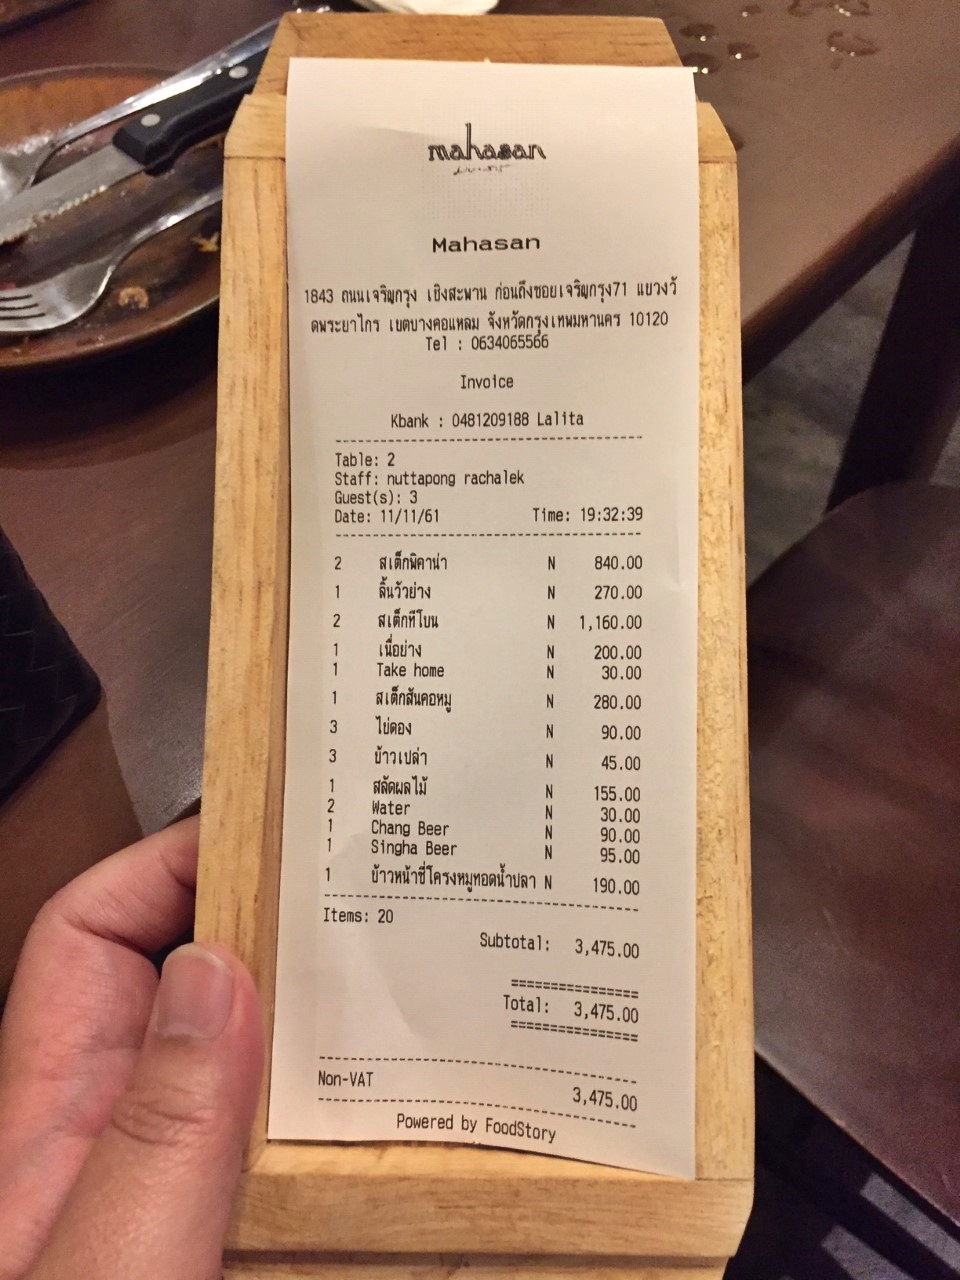 mahasan
Mahasan
1843 ถนนเจริญกรุง เชิงสะพาน ก่อนถึงซอยเจริญกรุง71 แขวงวั
ดพระยาไกร เขตบางคอแหลม จังหวัดกรุงเทพมหานคร 10120
Tel : 0634065566
Invoice
Kbank : 0481209188 Lalita
Table: 2
Staff: nuttapong rachalek
Guest(s): 3
Date: 11/11/61 Time: 19:32:39
2 สเต็กพิคาน่า N 840.00
1 ลิ้นวัวย่าง N 270.00
2 สเต็กทีโบน N 1,160.00
1 เนื้อย่าง N 200.00
1 Take home N 30.00
1 สเต็กสันคอหมู N 280.00
3 ไข่ดอง N 90.00
3 ข้าวเปล่า N 45.00
1 สลัดผลไม้ N 155.00
2 Water N 30.00
1 Chang Beer N 90.00
1 Singha Beer N 95.00
1 ข้าวหน้าซี่โครงหมูทอดน้ำปลา N 190.00
Items: 20
Subtotal: 3,475.00
Total: 3,475.00
Non-VAT 3,475.00
Powered by FoodStory